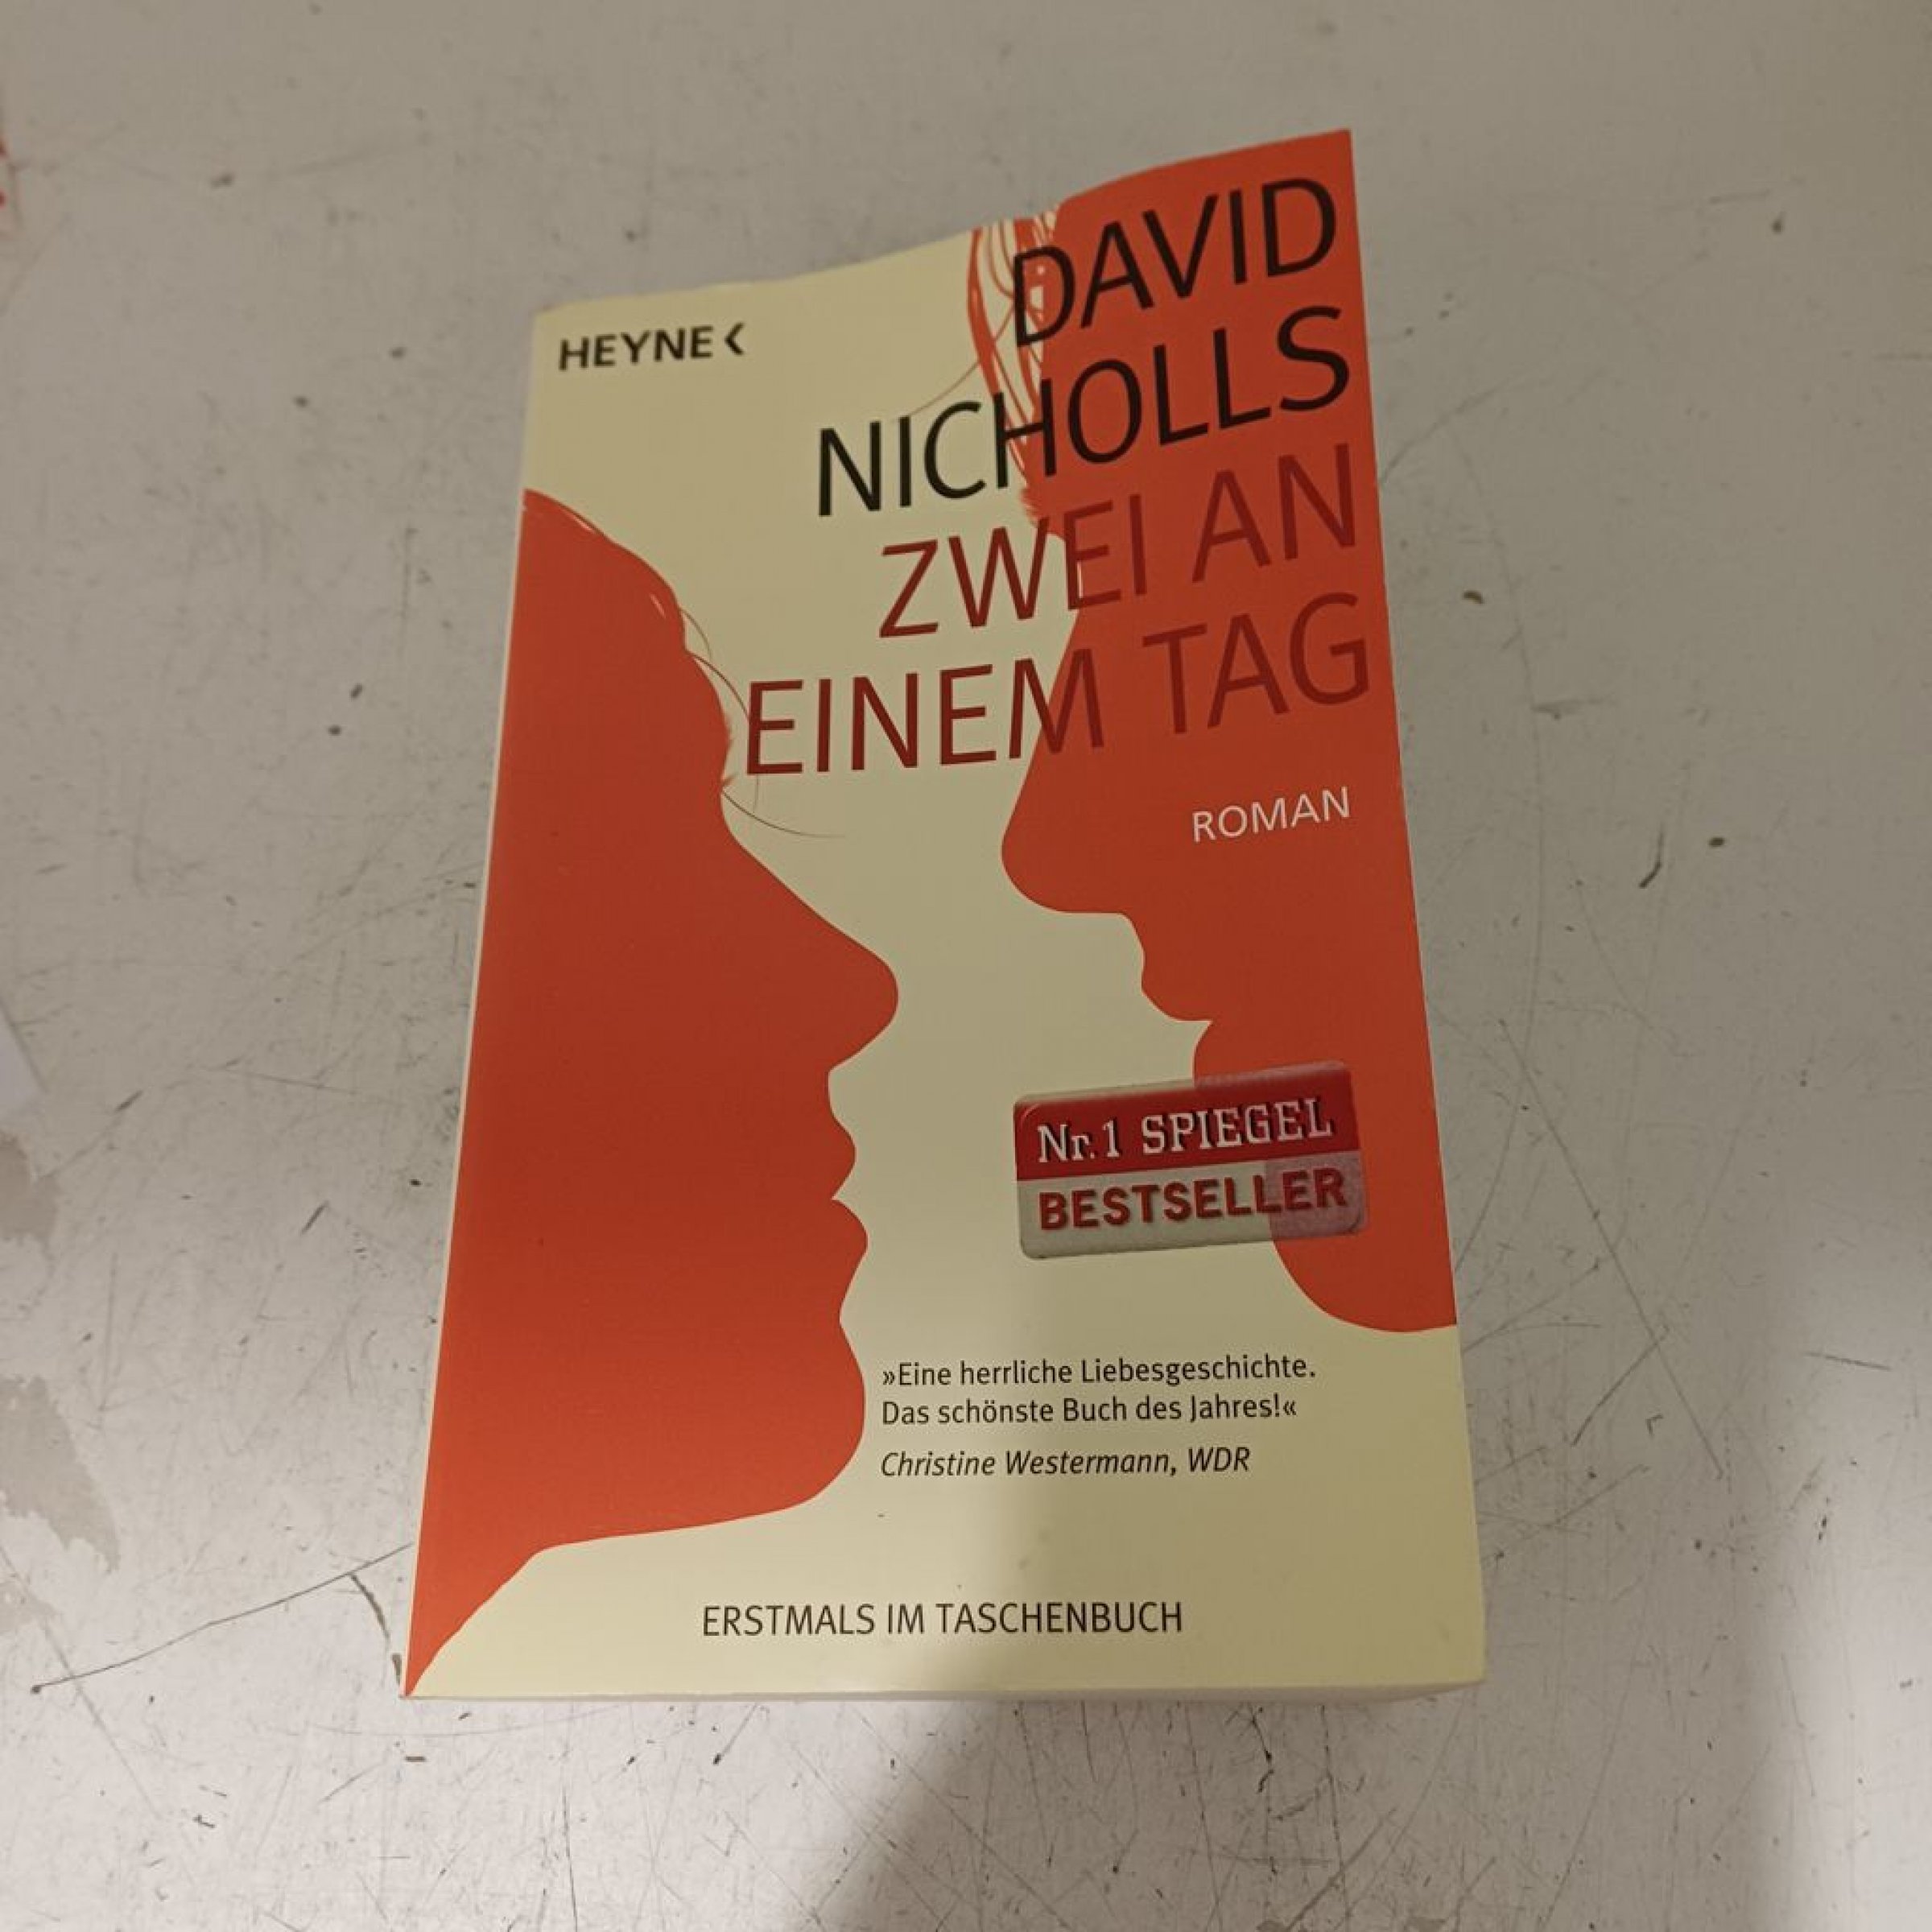 HEYNE <
DAVID
NICHOLLS
ZWEI AN
EINEM TAG
ROMAN
Nr. 1 SPIEGEL
BESTSELLER
»Eine herrliche Liebesgeschichte.
Das schönste Buch des Jahres!«
Christine Westermann, WDR
ERSTMALS IM TASCHENBUCH